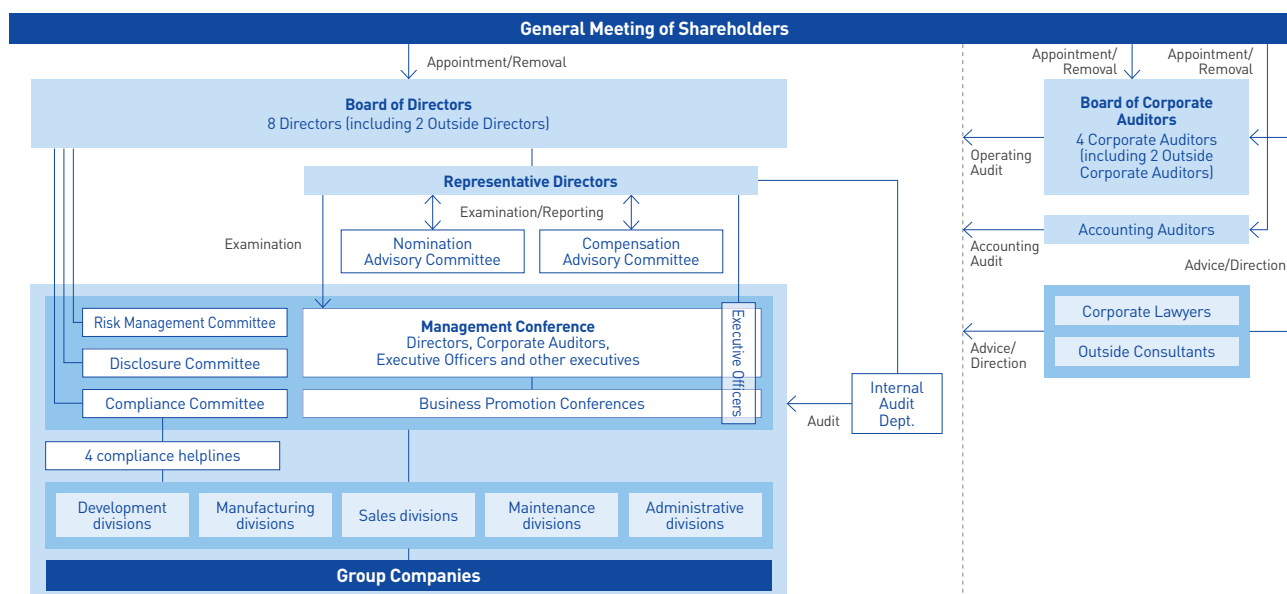 General Meeting of Shareholders
Appointment/Removal
Board of Directors
8 Directors (including 2 Outside Directors)
Representative Directors
Examination/Reporting
Examination
Nomination
Advisory Committee
Compensation
Advisory Committee
Risk Management Committee
Disclosure Committee
Compliance Committee
4 compliance helplines
Management Conference
Directors, Corporate Auditors,
Executive Officers and other executives
Business Promotion Conferences
Executive Officers
Audit
Internal
Audit
Dept.
Development
divisions
Manufacturing
divisions
Sales divisions
Maintenance
divisions
Administrative
divisions
Group Companies
Appointment/
Removal
Appointment/
Removal
Board of Corporate
Auditors
4 Corporate Auditors
(including 2 Outside
Corporate Auditors)
Operating
Audit
Accounting Auditors
Accounting
Audit
Advice/Direction
Corporate Lawyers
Outside Consultants
Advice/
Direction